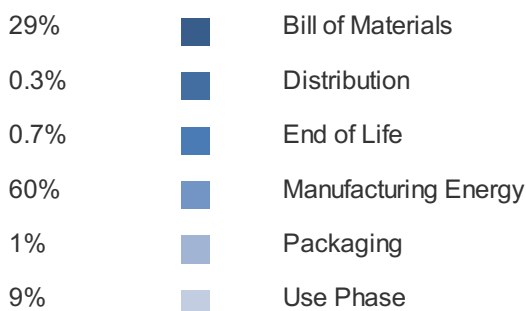 29% Bill of Materials
0.3% Distribution
0.7% End of Life
60% Manufacturing Energy
1% Packaging
9% Use Phase